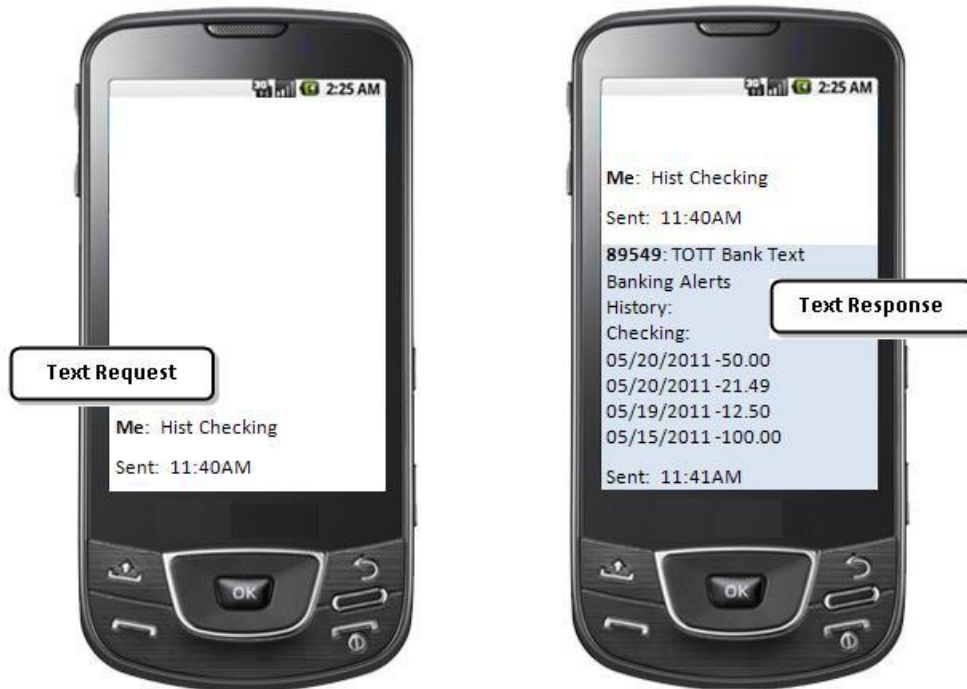 2:25 AM
Text Request
Me: Hist Checking
Sent: 11:40AM
OK
2:25 AM
Me: Hist Checking
Sent: 11:40AM
89549: TOTT Bank Text
Banking Alerts
History:
Checking:
05/20/2011 -50.00
05/20/2011 -21.49
05/19/2011 -12.50
05/15/2011 -100.00
Sent: 11:41AM
Text Response
OK